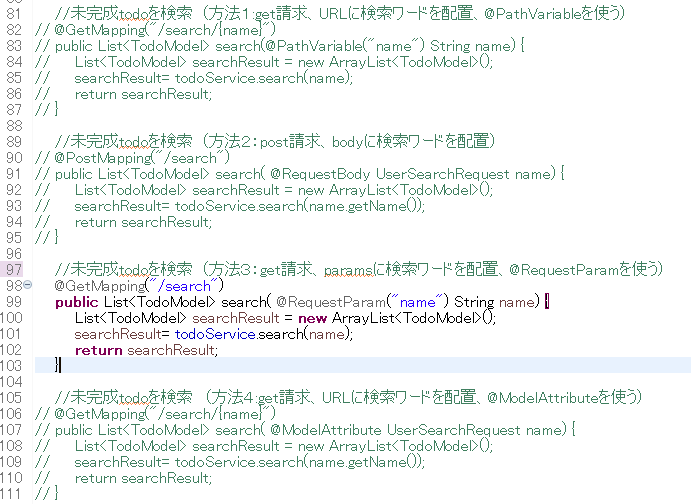 81 //未完成todoを検索 （方法1:get請求、URLに検索ワードを配置、@PathVariableを使う）
82 // @GetMapping("/search/{name}")
83 // public List<TodoModel> search(@PathVariable("name") String name) {
84 // List<TodoModel> searchResult = new ArrayList<TodoModel>();
85 // searchResult= todoService.search(name);
86 // return searchResult;
87 // }
88
89 //未完成todoを検索 （方法2：post請求、bodyに検索ワードを配置）
90 // @PostMapping("/search")
91 // public List<TodoModel> search( @RequestBody UserSearchRequest name) {
92 // List<TodoModel> searchResult = new ArrayList<TodoModel>();
93 // searchResult= todoService.search(name.getName());
94 // return searchResult;
95 // }
96
97 //未完成todoを検索 （方法3：get請求、paramsに検索ワードを配置、@RequestParamを使う）
98 @GetMapping("/search")
99 public List<TodoModel> search( @RequestParam("name") String name) {
100 List<TodoModel> searchResult = new ArrayList<TodoModel>();
101 searchResult= todoService.search(name);
102 return searchResult;
103 }
104
105 //未完成todoを検索 （方法4:get請求、URLに検索ワードを配置、@ModelAttributeを使う）
106 // @GetMapping("/search/{name}")
107 // public List<TodoModel> search( @ModelAttribute UserSearchRequest name) {
108 // List<TodoModel> searchResult = new ArrayList<TodoModel>();
109 // searchResult= todoService.search(name.getName());
110 // return searchResult;
111 // }